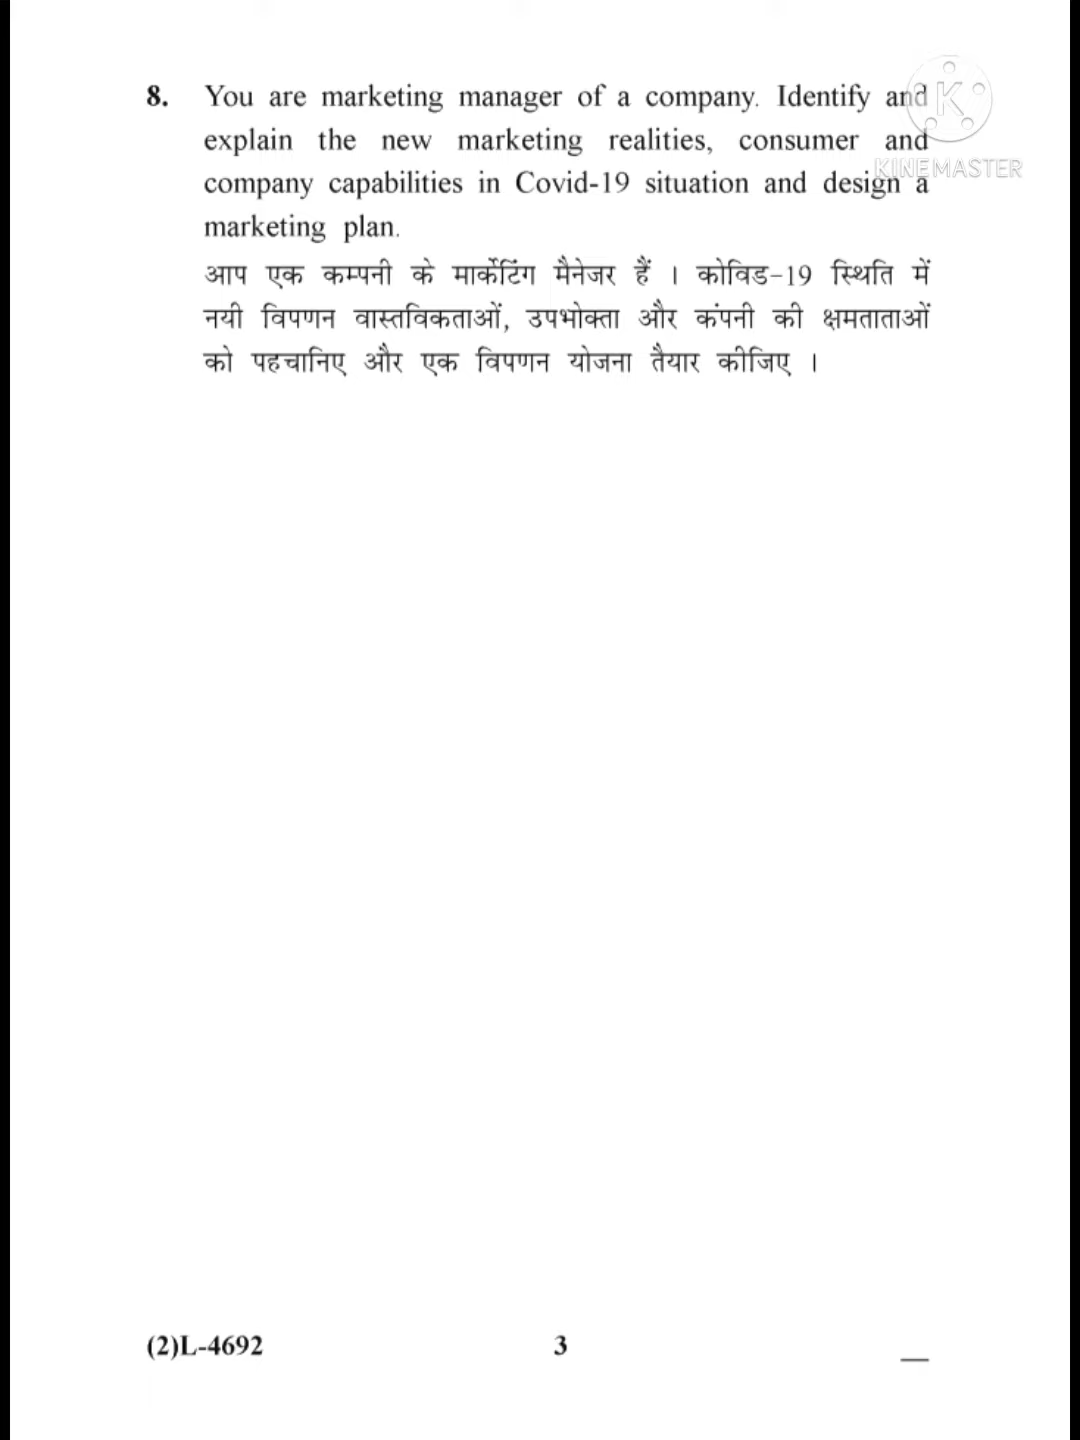 8. You are marketing manager of a company. Identify and
explain the new marketing realities, consumer and
company capabilities in Covid-19 situation and design a
marketing plan.
आप एक कम्पनी के मार्केटिंग मैनेजर हैं । कोविड-19 स्थिति में
नयी विपणन वास्तविकताओं, उपभोक्ता और कंपनी की क्षमताताओं
को पहचानिए और एक विपणन योजना तैयार कीजिए ।
K
KINEMASTER
(2)L-4692 3